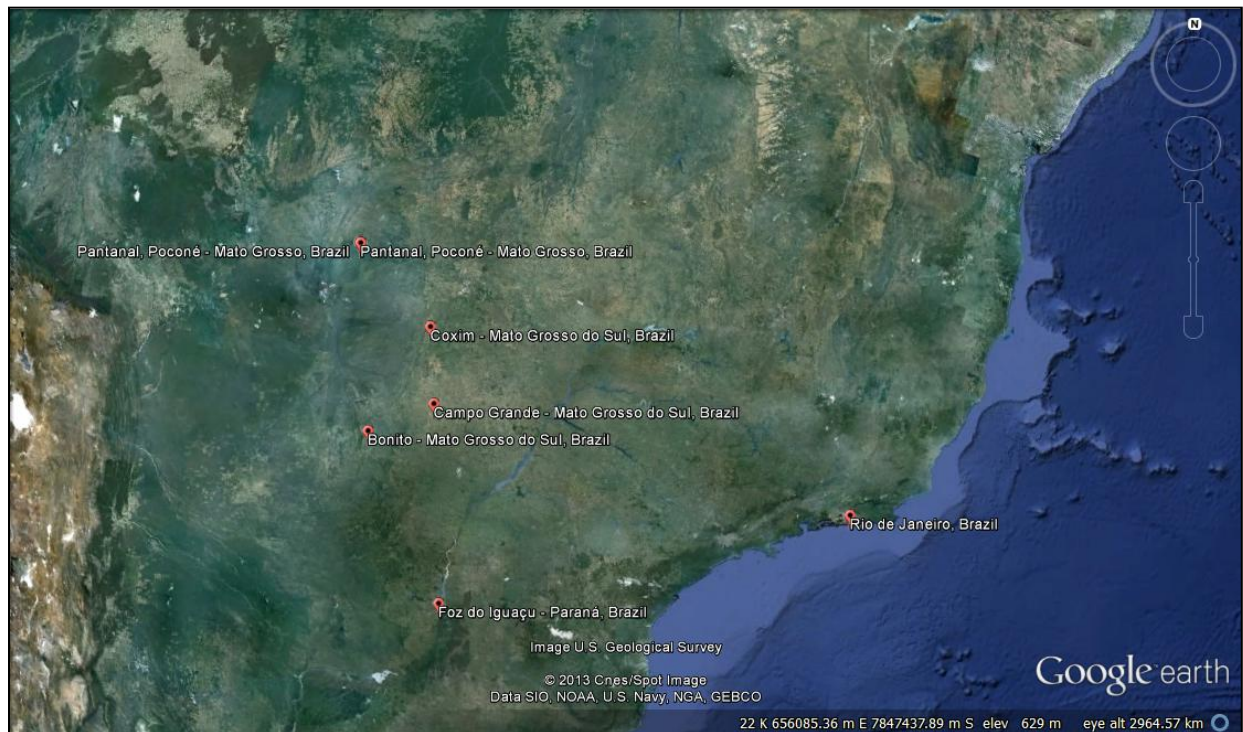 N
Pantanal, Poconé - Mato Grosso, Brazil Pantanal, Poconé - Mato Grosso, Brazil
Coxim - Mato Grosso do Sul, Brazil
Campo Grande - Mato Grosso do Sul, Brazil
Bonito - Mato Grosso do Sul, Brazil
Rio de Janeiro, Brazil
Foz do Iguaçu - Paraná, Brazil
Image U.S. Geological Survey
© 2013 Cnes/Spot Image
Data SIO, NOAA, U.S. Navy, NGA, GEBCO
Google earth
22 K 656085.36 m E 7847437.89 m S elev 629 m eye alt 2964.57 km